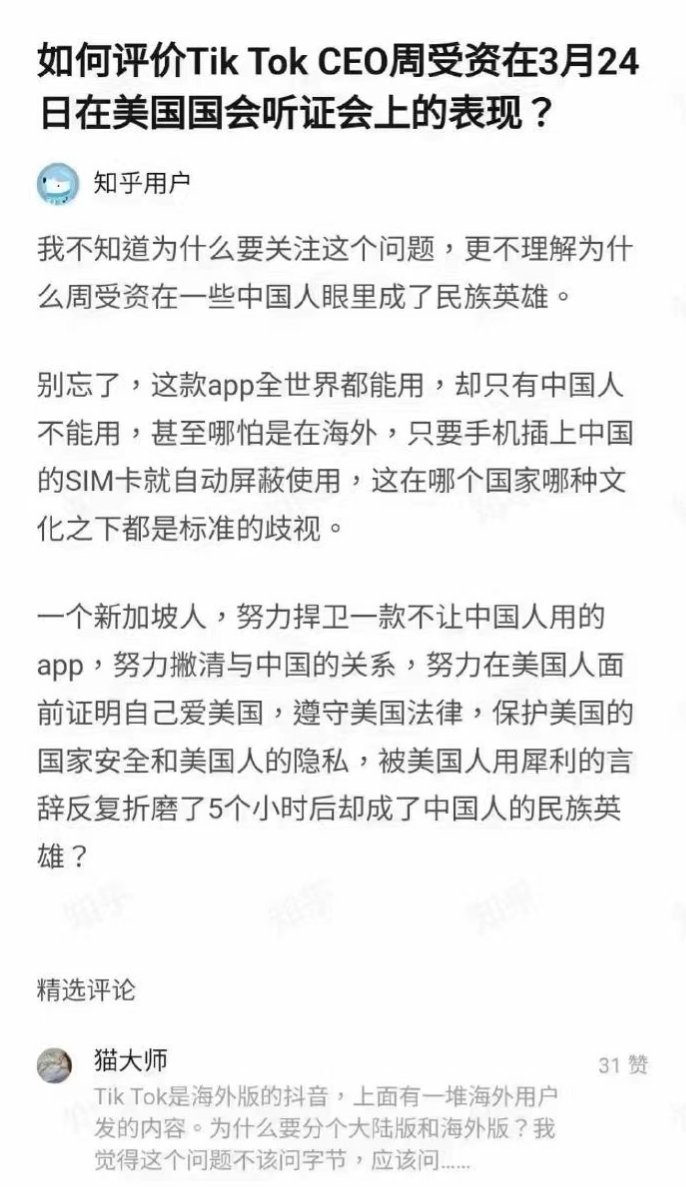 如何评价Tik Tok CEO周受资在3月24
日在美国国会听证会上的表现？
知乎用户
我不知道为什么要关注这个问题，更不理解为什
么周受资在一些中国人眼里成了民族英雄。
别忘了，这款app全世界都能用，却只有中国人
不能用，甚至哪怕是在海外，只要手机插上中国
的SIM卡就自动屏蔽使用，这在哪个国家哪种文
化之下都是标准的歧视。
一个新加坡人，努力捍卫一款不让中国人用的
app，努力撇清与中国的关系，努力在美国人面
前证明自己爱美国，遵守美国法律，保护美国的
国家安全和美国人的隐私，被美国人用犀利的言
辞反复折磨了5个小时后却成了中国人的民族英
雄？
知乎 知乎 知乎
精选评论
猫大师
31 赞
Tik Tok是海外版的抖音，上面有一堆海外用户
发的内容。为什么要分个大陆版和海外版？我
觉得这个问题不该问字节，应该问......